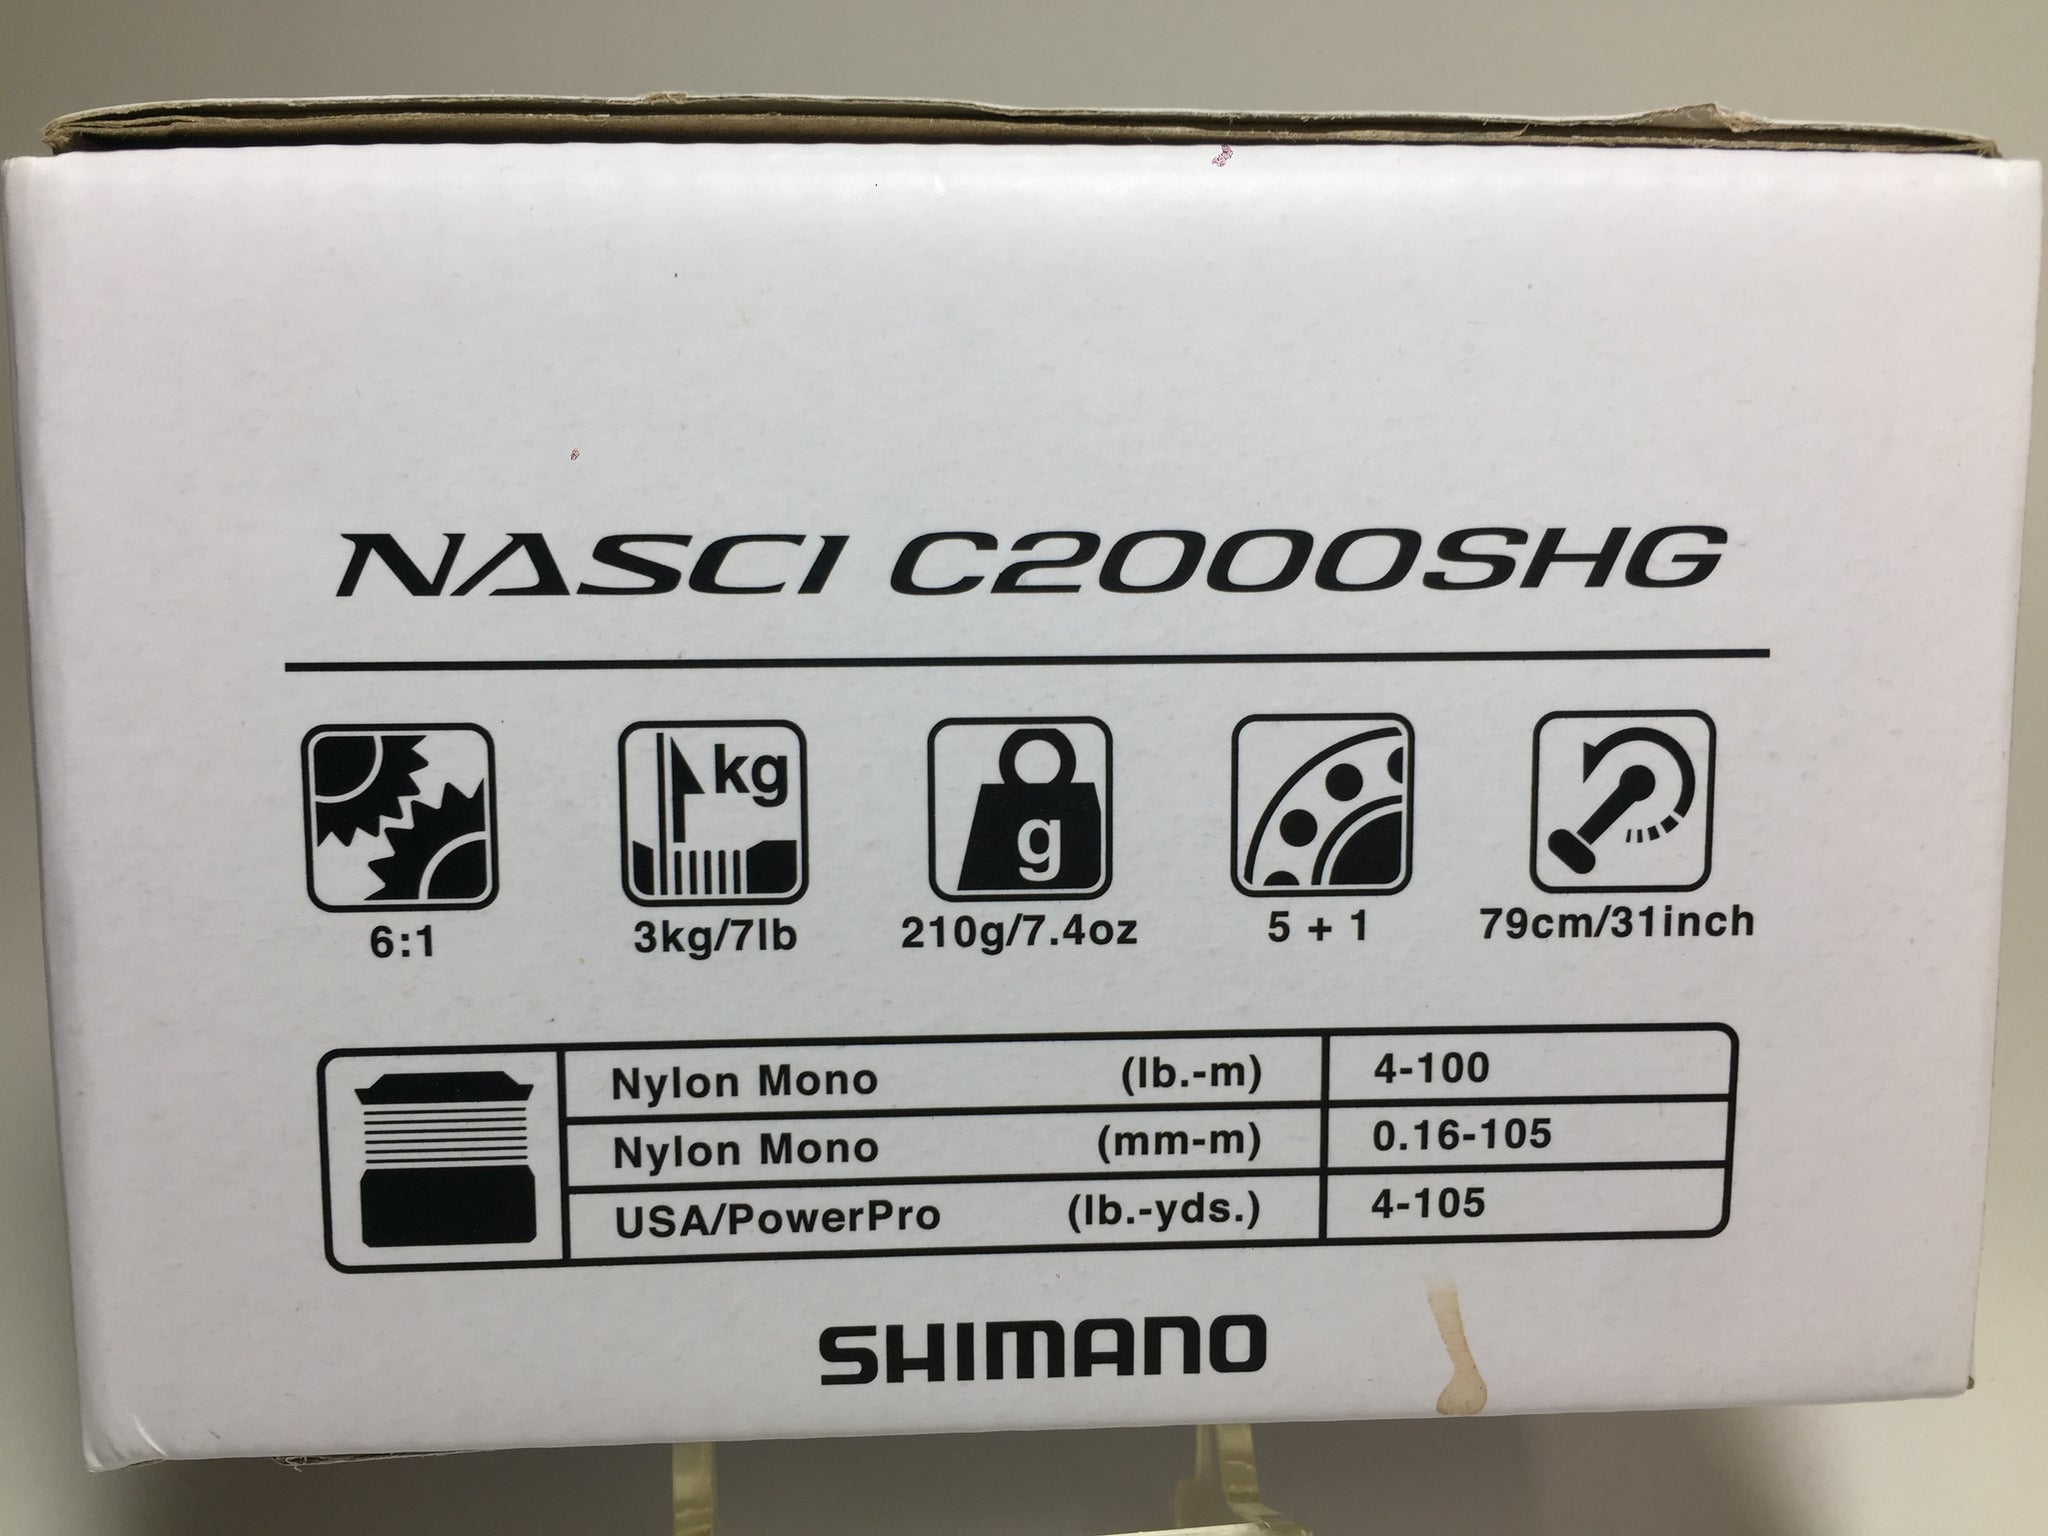 NASCI C2000SHG
kg
g
6:1 3kg/7lb 210g/7.4oz 5 + 1 79cm/31inch
Nylon Mono (lb.-m) 4-100
Nylon Mono (mm-m) 0.16-105
USA/PowerPro (lb.-yds.) 4-105
SHIMANO